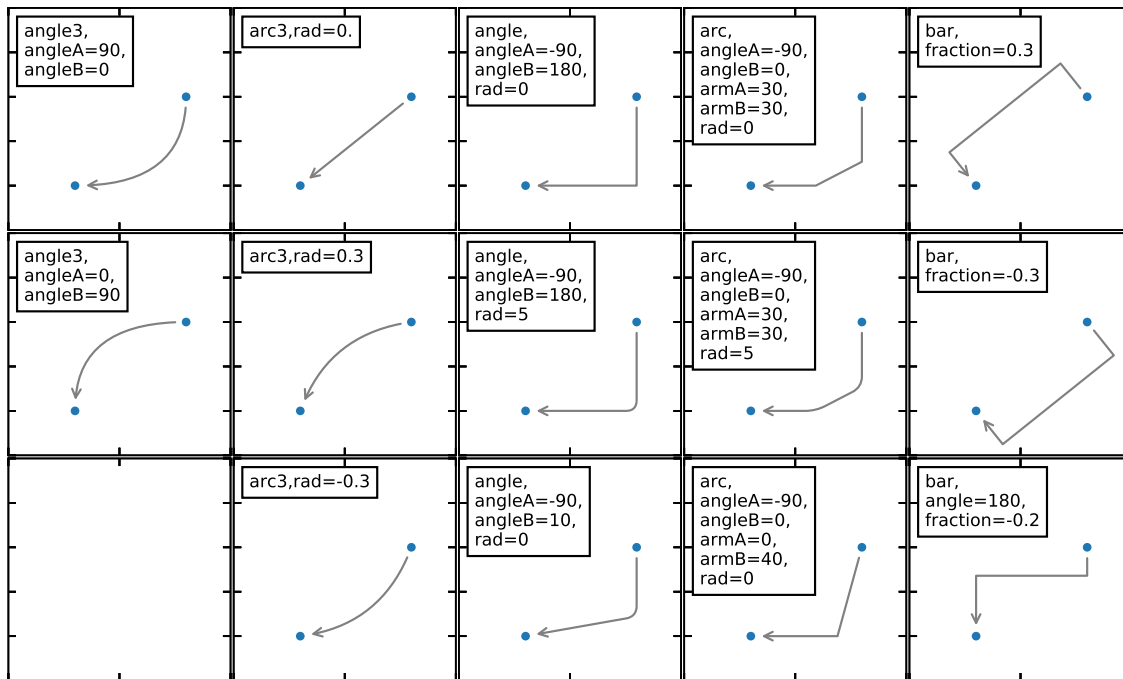 angle3,
angleA=90,
angleB=0
arc3,rad=0.
angle,
angleA=-90,
angleB=180,
rad=0
arc,
angleA=-90,
angleB=0,
armA=30,
armB=30,
rad=0
bar,
fraction=0.3
angle3,
angleA=0,
angleB=90
arc3,rad=0.3
angle,
angleA=-90,
angleB=180,
rad=5
arc,
angleA=-90,
angleB=0,
armA=30,
armB=30,
rad=5
bar,
fraction=-0.3
arc3,rad=-0.3
angle,
angleA=-90,
angleB=10,
rad=0
arc,
angleA=-90,
angleB=0,
armA=0,
armB=40,
rad=0
bar,
angle=180,
fraction=-0.2